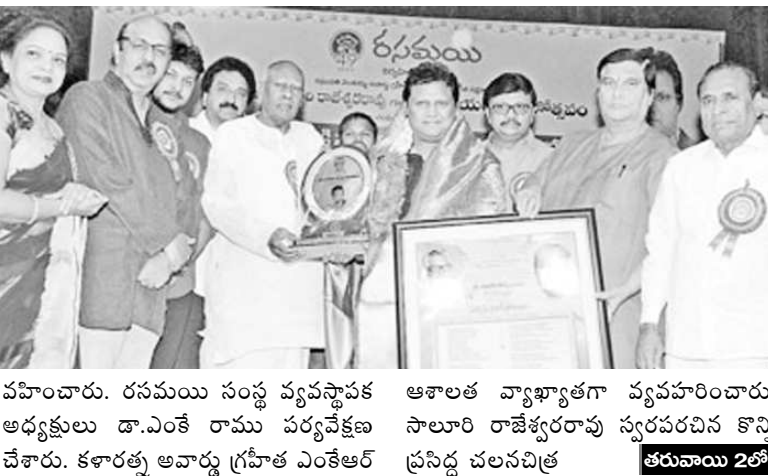 రసమయి
వహించారు. రసమయి సంస్థ వ్యవస్థాపక
అధ్యక్షులు డా.ఎంకే రాము పర్యవేక్షణ
చేశారు. కళారత్న అవార్డు గ్రహీత ఎంకేఆర్
ఆశాలత వ్యాఖ్యాతగా వ్యవహరించారు
సాలూరి రాజేశ్వరరావు స్వరపరచిన కొన్ని
ప్రసిద్ధ చలనచిత్ర
తరువాయి 2లో